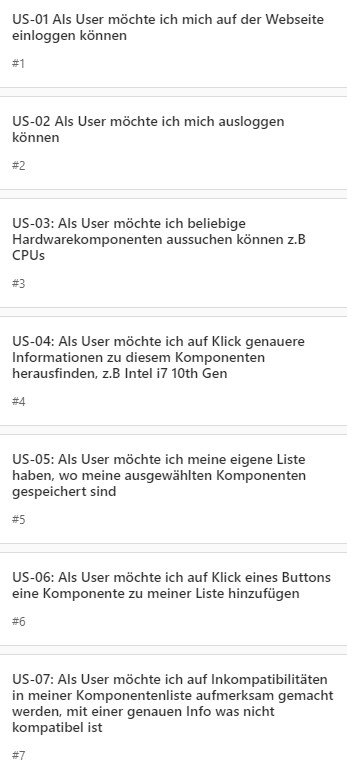 US-01 Als User möchte ich mich auf der Webseite
einloggen können
#1
US-02 Als User möchte ich mich ausloggen
können
#2
US-03: Als User möchte ich beliebige
Hardwarekomponenten aussuchen können z.B
CPUs
#3
US-04: Als User möchte ich auf Klick genauere
Informationen zu diesem Komponenten
herausfinden, z.B Intel i7 10th Gen
#4
US-05: Als User möchte ich meine eigene Liste
haben, wo meine ausgewählten Komponenten
gespeichert sind
#5
US-06: Als User möchte ich auf Klick eines Buttons
eine Komponente zu meiner Liste hinzufügen
#6
US-07: Als User möchte ich auf Inkompatibilitäten
in meiner Komponentenliste aufmerksam gemacht
werden, mit einer genauen Info was nicht
kompatibel ist
#7